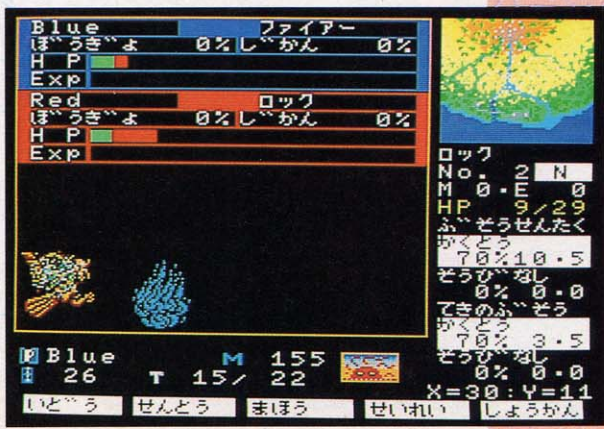 Blue ファイアー
ぼうぎょ 0% じかん 0%
HP
Exp
Red ロック
ぼうぎょ 0% じかん 0%
HP
Exp
ロック
No. 2 N
M 0・E 0
HP 9/29
ぶそうせんたく
かくとう
70% 10・5
そうびなし
0% 0・0
てきのぶそう
かくとう
70% 3・5
そうびなし
0% 0・0
X=30:Y=11
P Blue M 155
26 T 15/ 22
いどう せんとう まほう せいれい しょうかん